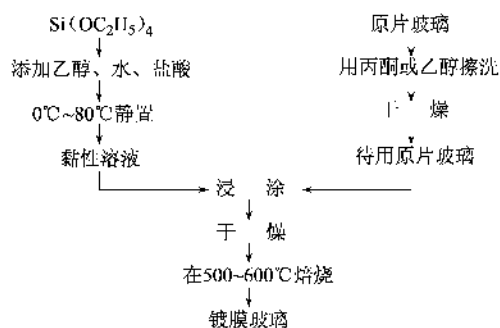 Si(OC₂H₅)₄
添加乙醇、水、盐酸
0℃~80℃静置
黏性溶液
原片玻璃
用丙酮或乙醇擦洗
干 燥
待用原片玻璃
浸 涂
干 燥
在500~600℃焙烧
镀膜玻璃